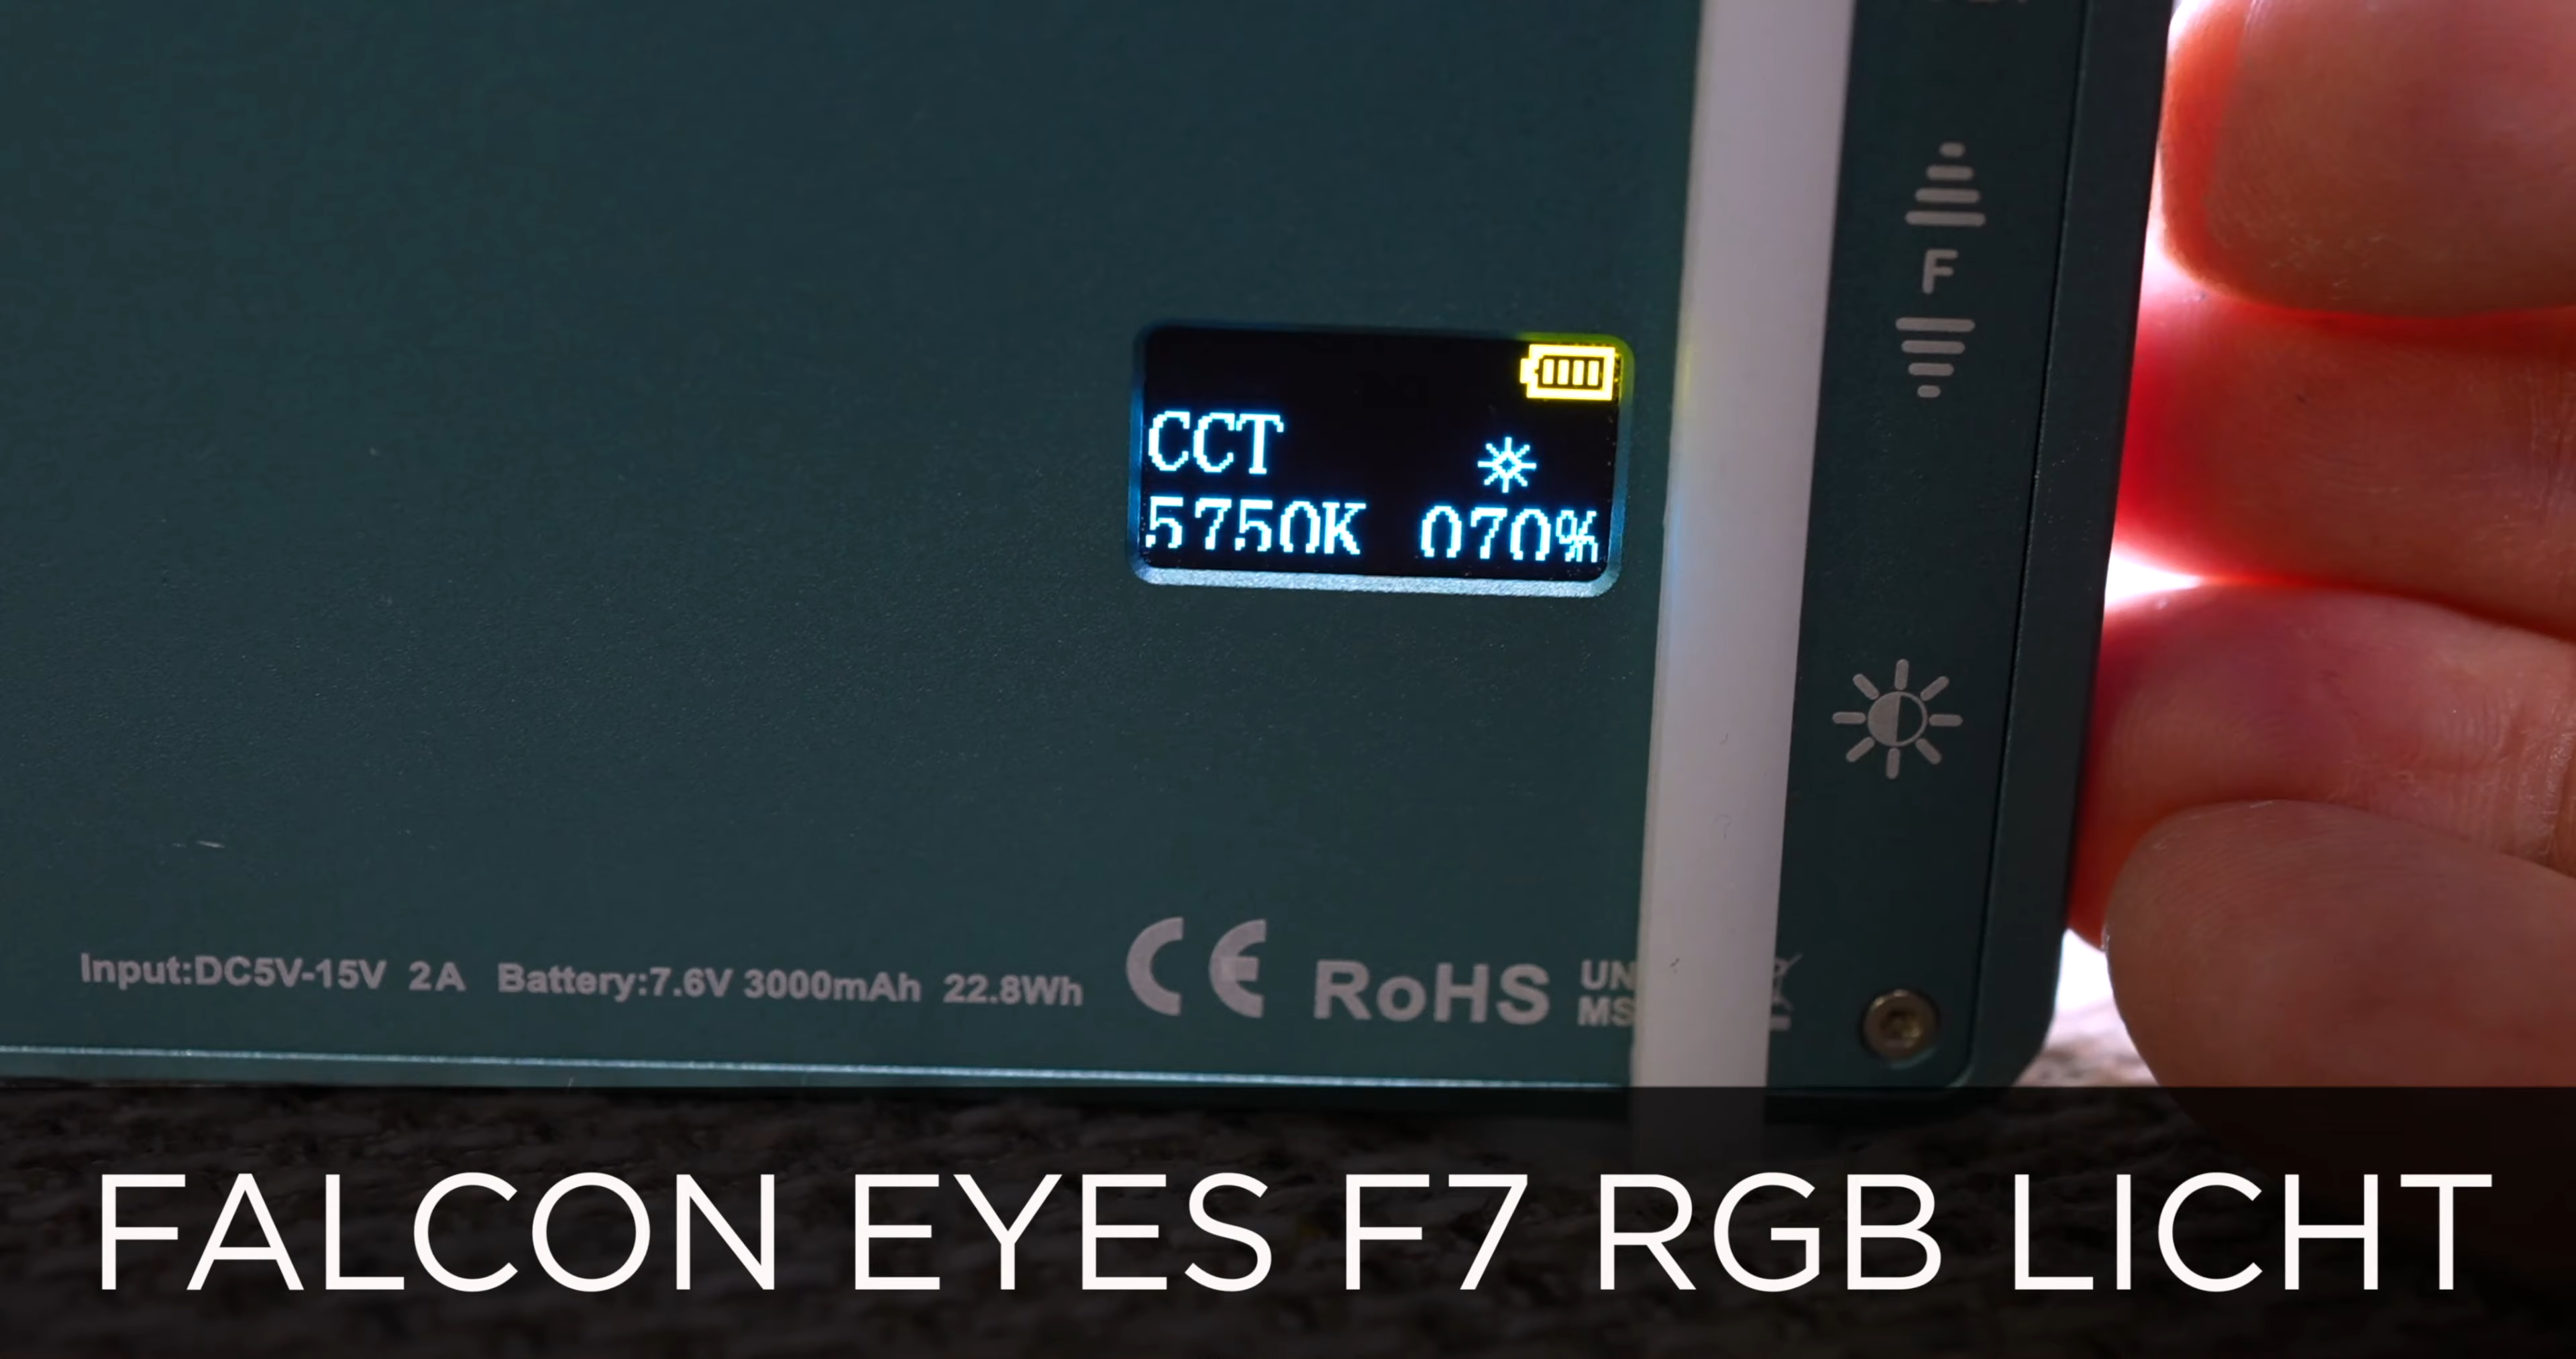 F
CCT
5750K 070%
Input:DC5V-15V 2A Battery:7.6V 3000mAh 22.8Wh CE RoHS
FALCON EYES F7 RGB LICHT